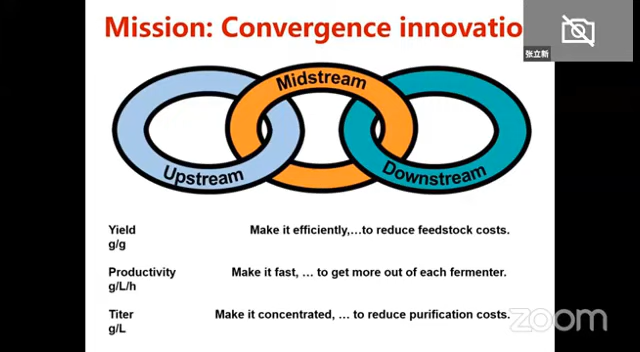 Mission: Convergence innovatio
张立新
Midstream
Upstream
Downstream
Yield
g/g
Make it efficiently,…to reduce feedstock costs.
Productivity
g/L/h
Make it fast, … to get more out of each fermenter.
Titer
g/L
Make it concentrated, … to reduce purification costs.
zoom